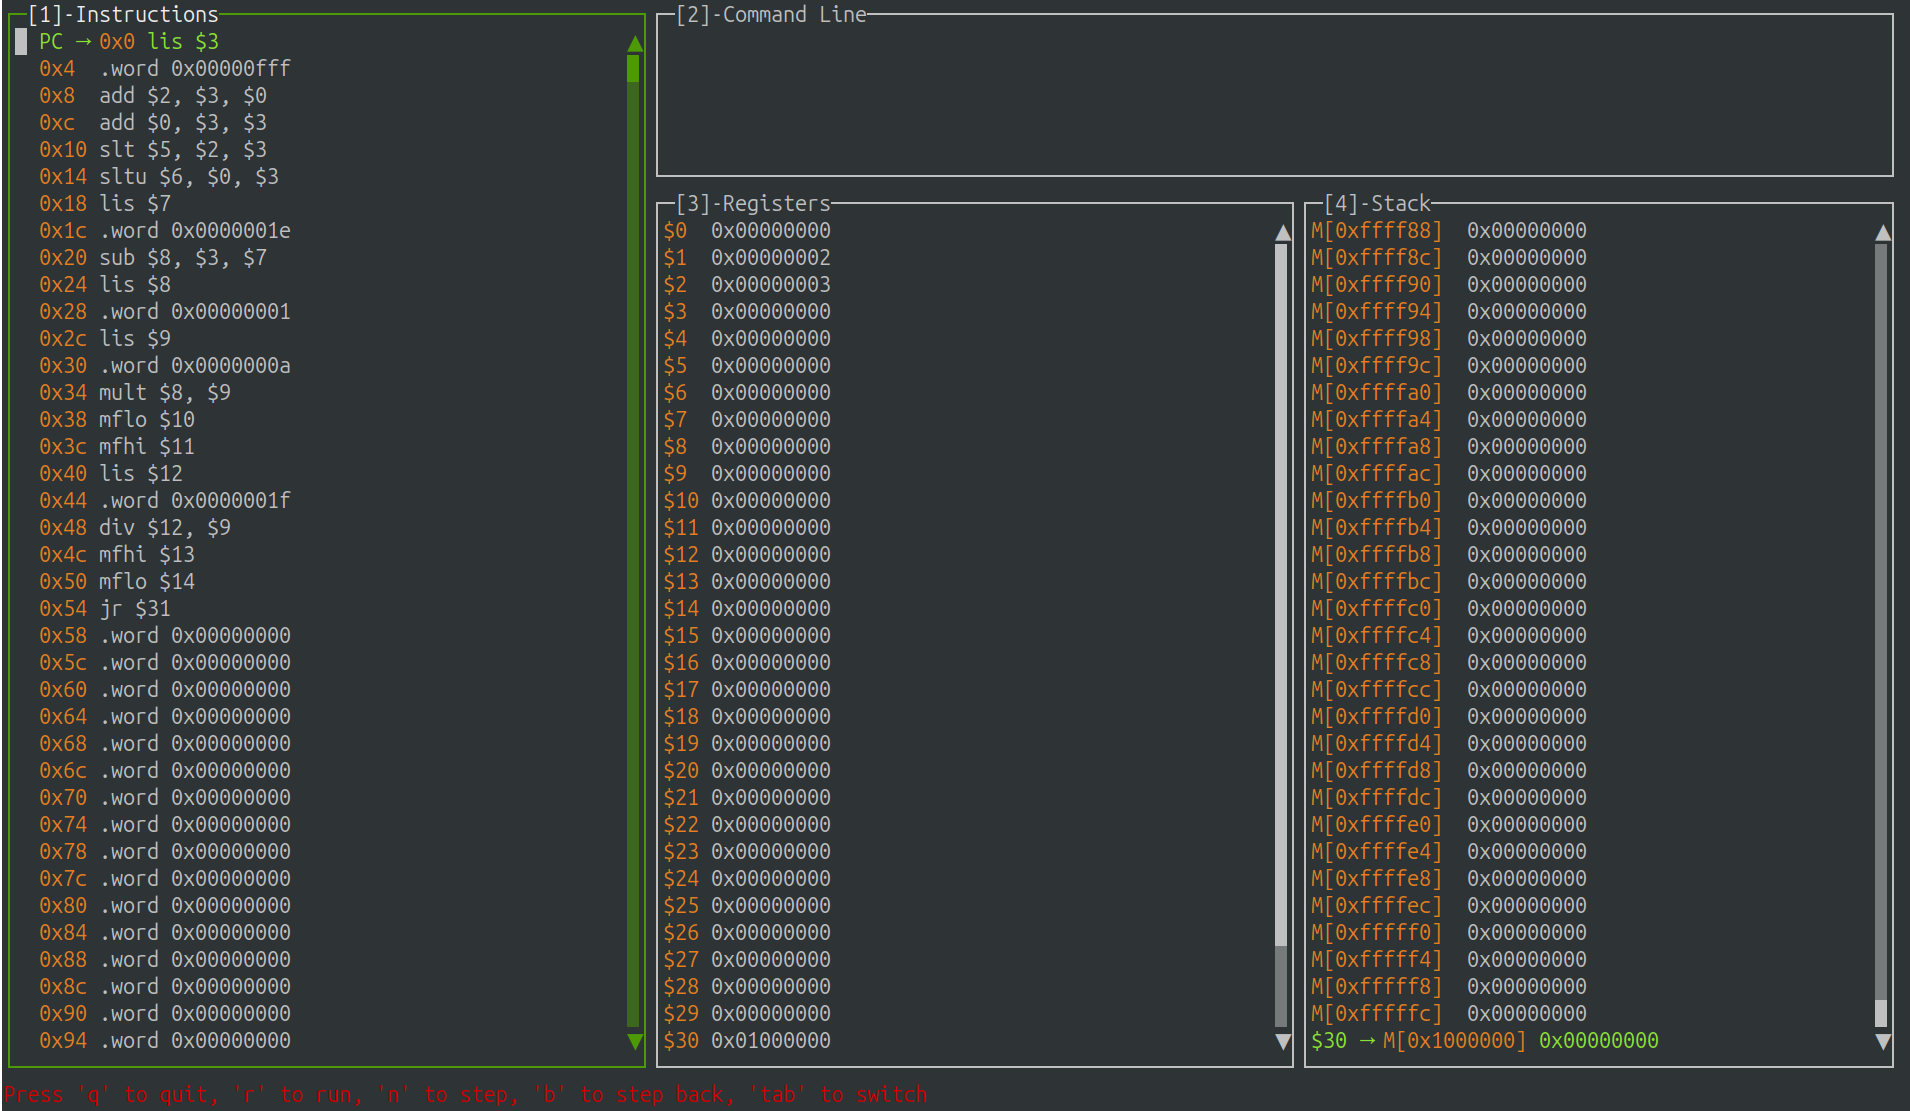 [1]-Instructions
PC → 0x0 lis $3
0x4 .word 0x00000fff
0x8 add $2, $3, $0
0xc add $0, $3, $3
0x10 slt $5, $2, $3
0x14 sltu $6, $0, $3
0x18 lis $7
0x1c .word 0x0000001e
0x20 sub $8, $3, $7
0x24 lis $8
0x28 .word 0x00000001
0x2c lis $9
0x30 .word 0x0000000a
0x34 mult $8, $9
0x38 mflo $10
0x3c mfhi $11
0x40 lis $12
0x44 .word 0x0000001f
0x48 div $12, $9
0x4c mfhi $13
0x50 mflo $14
0x54 jr $31
0x58 .word 0x00000000
0x5c .word 0x00000000
0x60 .word 0x00000000
0x64 .word 0x00000000
0x68 .word 0x00000000
0x6c .word 0x00000000
0x70 .word 0x00000000
0x74 .word 0x00000000
0x78 .word 0x00000000
0x7c .word 0x00000000
0x80 .word 0x00000000
0x84 .word 0x00000000
0x88 .word 0x00000000
0x8c .word 0x00000000
0x90 .word 0x00000000
0x94 .word 0x00000000
[2]-Command Line
[3]-Registers
$0 0x00000000
$1 0x00000002
$2 0x00000003
$3 0x00000000
$4 0x00000000
$5 0x00000000
$6 0x00000000
$7 0x00000000
$8 0x00000000
$9 0x00000000
$10 0x00000000
$11 0x00000000
$12 0x00000000
$13 0x00000000
$14 0x00000000
$15 0x00000000
$16 0x00000000
$17 0x00000000
$18 0x00000000
$19 0x00000000
$20 0x00000000
$21 0x00000000
$22 0x00000000
$23 0x00000000
$24 0x00000000
$25 0x00000000
$26 0x00000000
$27 0x00000000
$28 0x00000000
$29 0x00000000
$30 0x01000000
[4]-Stack
M[0xffff88] 0x00000000
M[0xffff8c] 0x00000000
M[0xffff90] 0x00000000
M[0xffff94] 0x00000000
M[0xffff98] 0x00000000
M[0xffff9c] 0x00000000
M[0xffffa0] 0x00000000
M[0xffffa4] 0x00000000
M[0xffffa8] 0x00000000
M[0xffffac] 0x00000000
M[0xffffb0] 0x00000000
M[0xffffb4] 0x00000000
M[0xffffb8] 0x00000000
M[0xffffbc] 0x00000000
M[0xffffc0] 0x00000000
M[0xffffc4] 0x00000000
M[0xffffc8] 0x00000000
M[0xffffcc] 0x00000000
M[0xffffd0] 0x00000000
M[0xffffd4] 0x00000000
M[0xffffd8] 0x00000000
M[0xffffdc] 0x00000000
M[0xffffe0] 0x00000000
M[0xffffe4] 0x00000000
M[0xffffe8] 0x00000000
M[0xffffec] 0x00000000
M[0xfffff0] 0x00000000
M[0xfffff4] 0x00000000
M[0xfffff8] 0x00000000
M[0xfffffc] 0x00000000
$30 → M[0x1000000] 0x00000000
Press 'q' to quit, 'r' to run, 'n' to step, 'b' to step back, 'tab' to switch